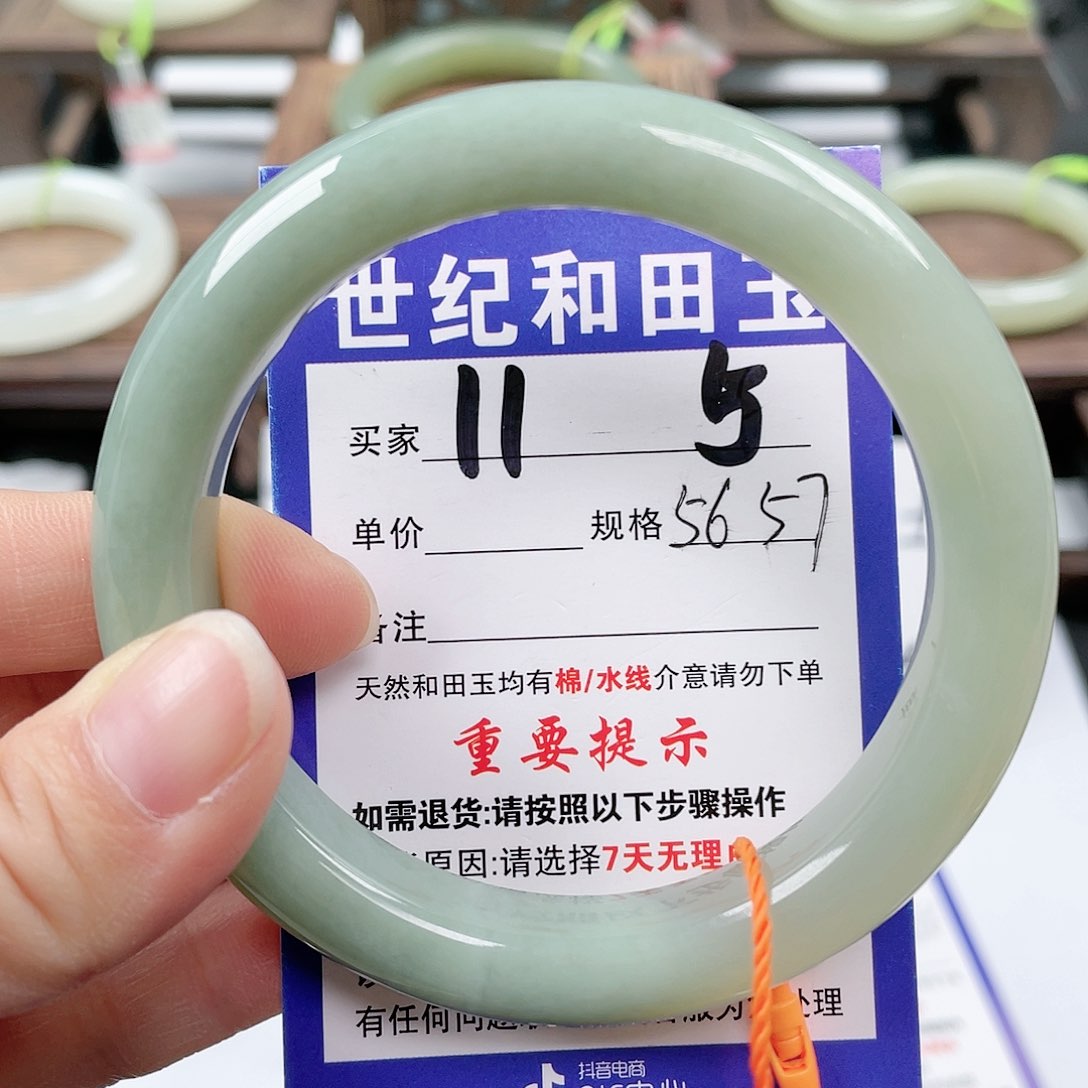 世纪和田玉
买家 11 5
单价 规格 56 57
备注
天然和田玉均有棉/水线介意请勿下单
重要提示
如需退货:请按照以下步骤操作
原因:请选择7天无理由
有任何问题 处理
抖音电商